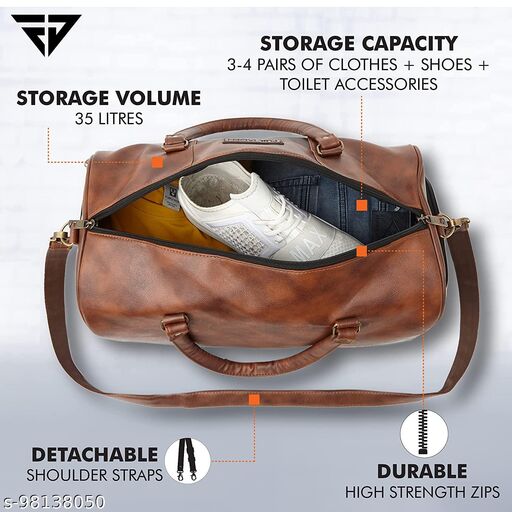 STORAGE CAPACITY
3-4 PAIRS OF CLOTHES + SHOES +
TOILET ACCESSORIES
STORAGE VOLUME
35 LITRES
DETACHABLE
SHOULDER STRAPS
DURABLE
HIGH STRENGTH ZIPS
s-98138050